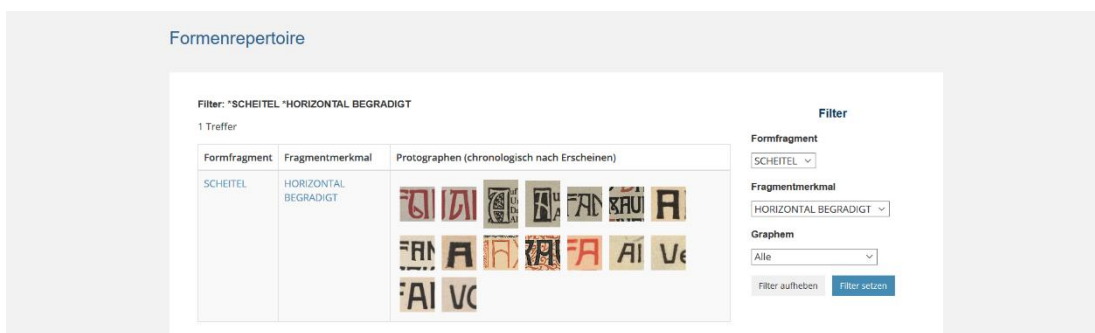 Formenrepertoire
Filter: *SCHEITEL *HORIZONTAL BEGRADIGT
1 Treffer
Formfragment Fragmentmerkmal Protographen (chronologisch nach Erscheinen)
SCHEITEL HORIZONTAL
BEGRADIGT
Filter
Formfragment
SCHEITEL
Fragmentmerkmal
HORIZONTAL BEGRADIGT
Graphem
Alle
Filter aufheben Filter setzen